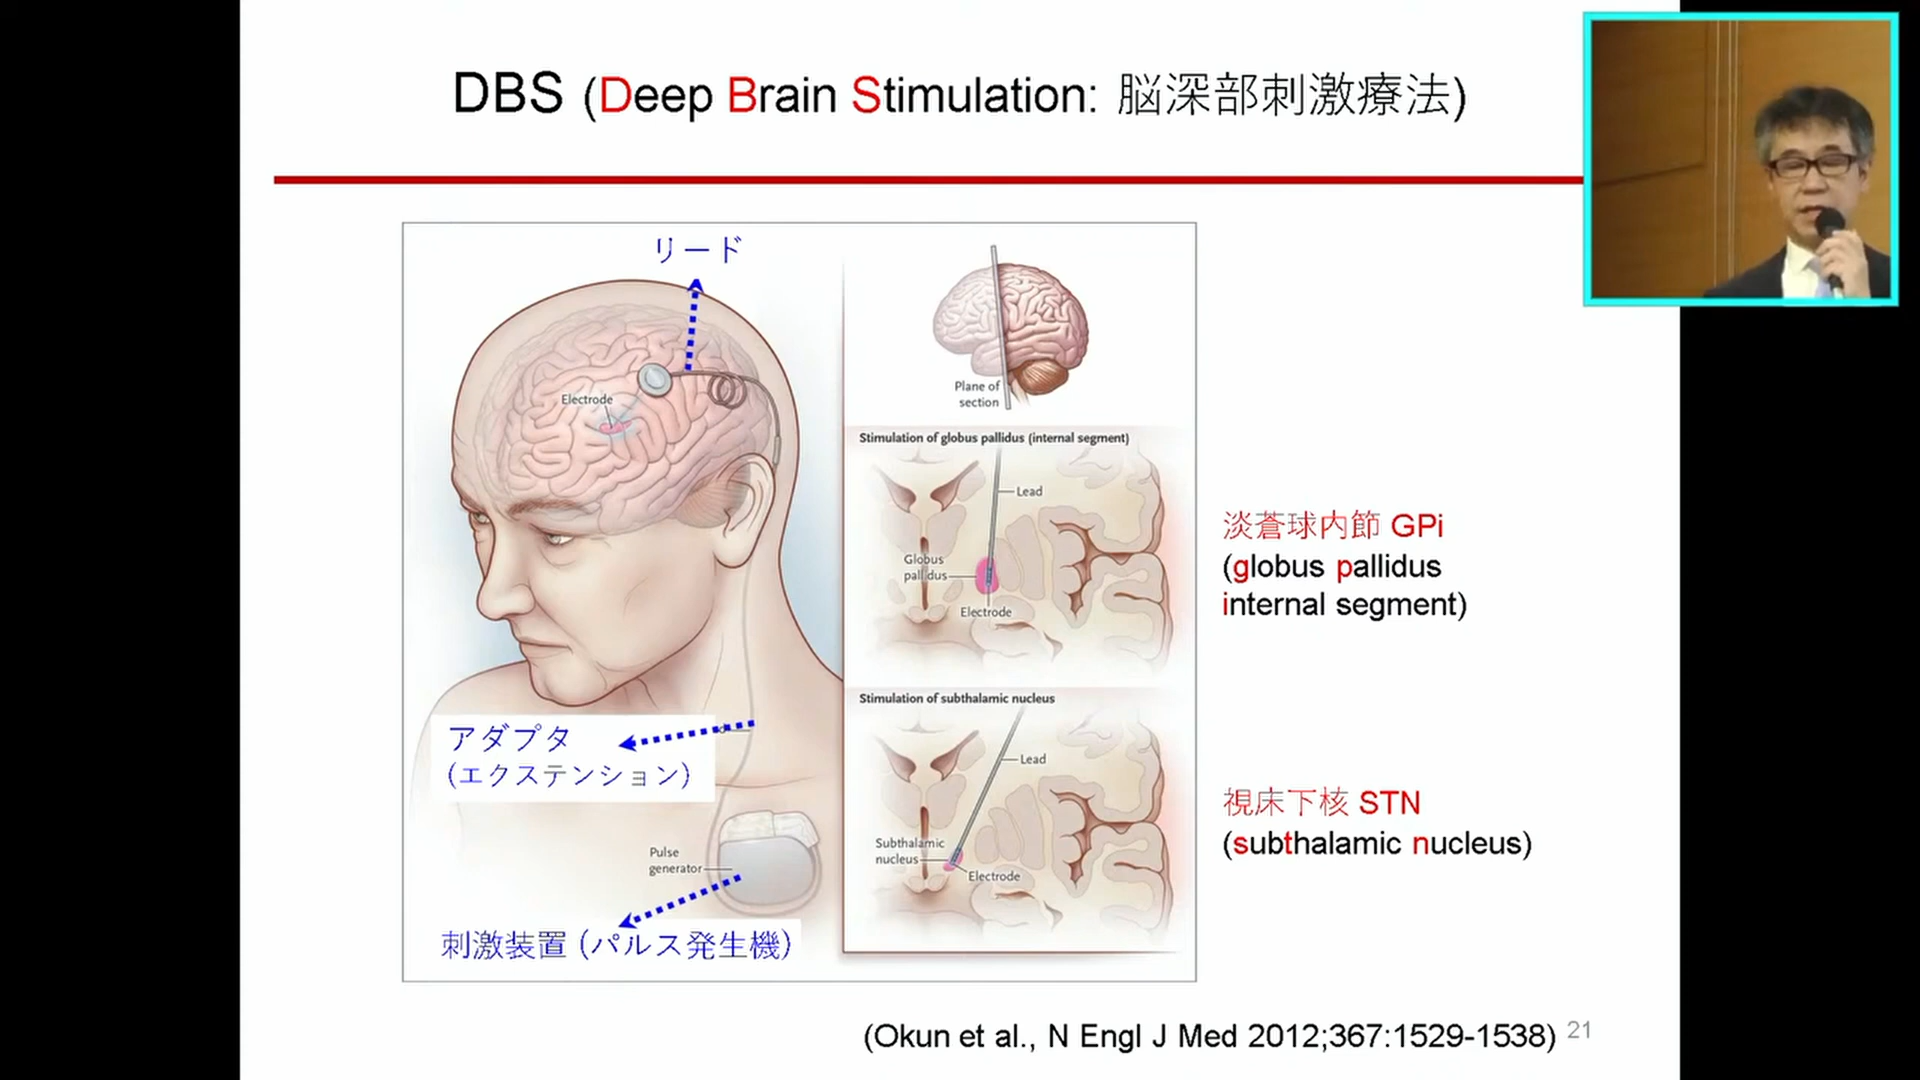 DBS (Deep Brain Stimulation: 脳深部刺激療法)
リード
Electrode
アダプタ
(エクステンション)
Pulse
generator
刺激装置 (パルス発生機)
Plane of
section
Stimulation of globus pallidus (internal segment)
Lead
Globus
pallidus
Electrode
Stimulation of subthalamic nucleus
Lead
Subthalamic
nucleus
Electrode
淡蒼球内節 GPi
(globus pallidus
internal segment)
視床下核 STN
(subthalamic nucleus)
(Okun et al., N Engl J Med 2012;367:1529-1538)
21